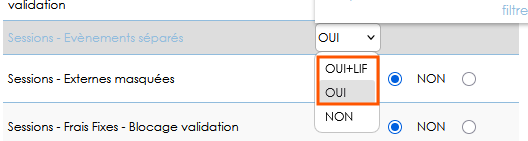 validation
filtre
Sessions - Evènements séparés OUI
OUI+LIF
Sessions - Externes masquées NON
OUI
NON
Sessions - Frais Fixes - Blocage validation NON